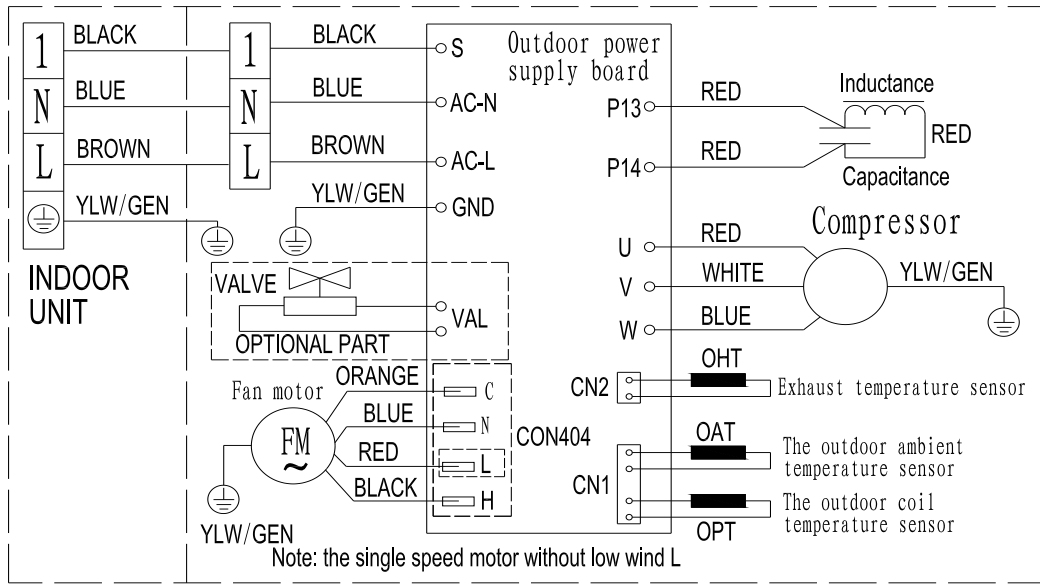 1
BLACK
1
BLACK
S
Outdoor power
supply board
N
BLUE
N
BLUE
AC-N
P13
RED
Inductance
RED
L
BROWN
L
BROWN
AC-L
P14
RED
Capacitance
YLW/GEN
YLW/GEN
GND
Compressor
INDOOR
UNIT
U
RED
V
WHITE
YLW/GEN
W
BLUE
VALVE
VAL
OPTIONAL PART
OHT
CN2
Exhaust temperature sensor
Fan motor
ORANGE
C
BLUE
N
CON404
FM
~
RED
L
BLACK
H
YLW/GEN
OAT
The outdoor ambient
temperature sensor
CN1
The outdoor coil
temperature sensor
OPT
Note: the single speed motor without low wind L